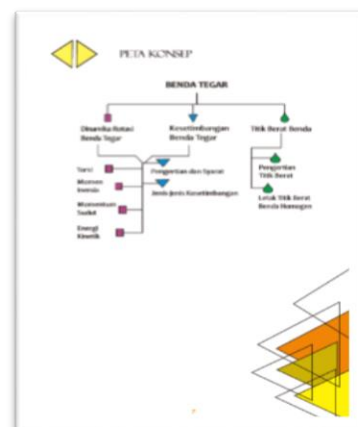 PETA KONSEP
BENDA TEGAR
Dinamika Rotasi
Benda Tegar
Kesetimbangan
Benda Tegar
Titik Berat Benda
Torsi
Momen
Inersia
Momentum
Sudut
Energi
Kinetik
Pengertian dan Syarat
Jenis-Jenis Kesetimbangan
Pengertian
Titik Berat
Letak Titik Berat
Benda Homogen